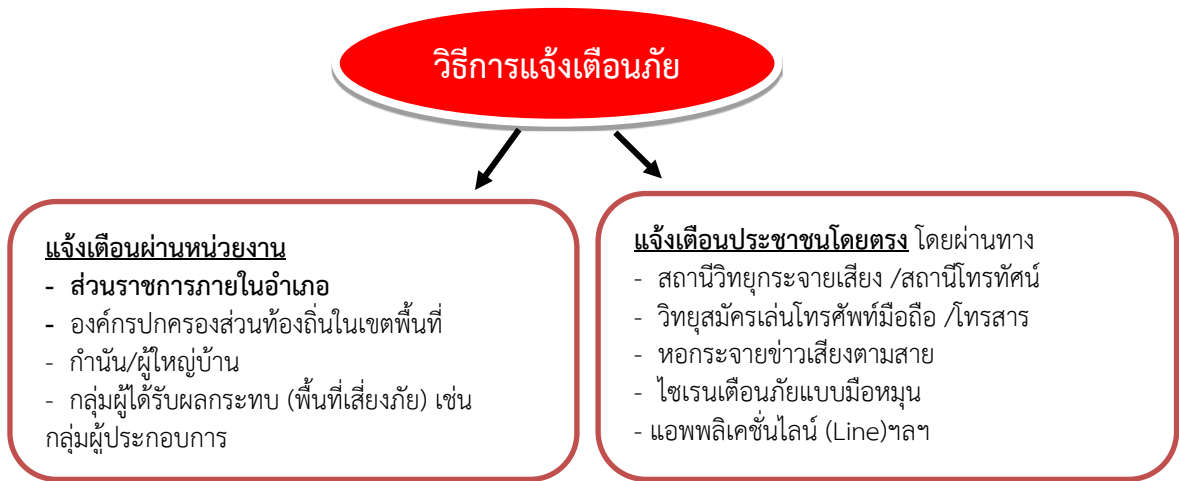 วิธีการแจ้งเตือนภัย
แจ้งเตือนผ่านหน่วยงาน
- ส่วนราชการภายในอำเภอ
- องค์กรปกครองส่วนท้องถิ่นในเขตพื้นที่
- กำนัน/ผู้ใหญ่บ้าน
- กลุ่มผู้ได้รับผลกระทบ (พื้นที่เสี่ยงภัย) เช่น
กลุ่มผู้ประกอบการ
แจ้งเตือนประชาชนโดยตรง โดยผ่านทาง
- สถานีวิทยุกระจายเสียง /สถานีโทรทัศน์
- วิทยุสมัครเล่นโทรศัพท์มือถือ /โทรสาร
- หอกระจายข่าวเสียงตามสาย
- ไซเรนเตือนภัยแบบมือหมุน
- แอพพลิเคชั่นไลน์ (Line)ฯลฯ